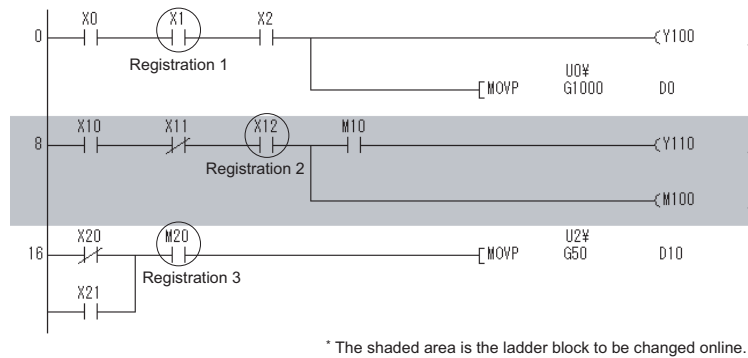 X0 X1 X2
0 Y100
Registration 1
U0¥
MOVP G1000 D0
X10 X11 X12 M10
8 Y110
Registration 2
M100
X20 M20 U2¥
16 MOVP G50 D10
Registration 3
X21
* The shaded area is the ladder block to be changed online.